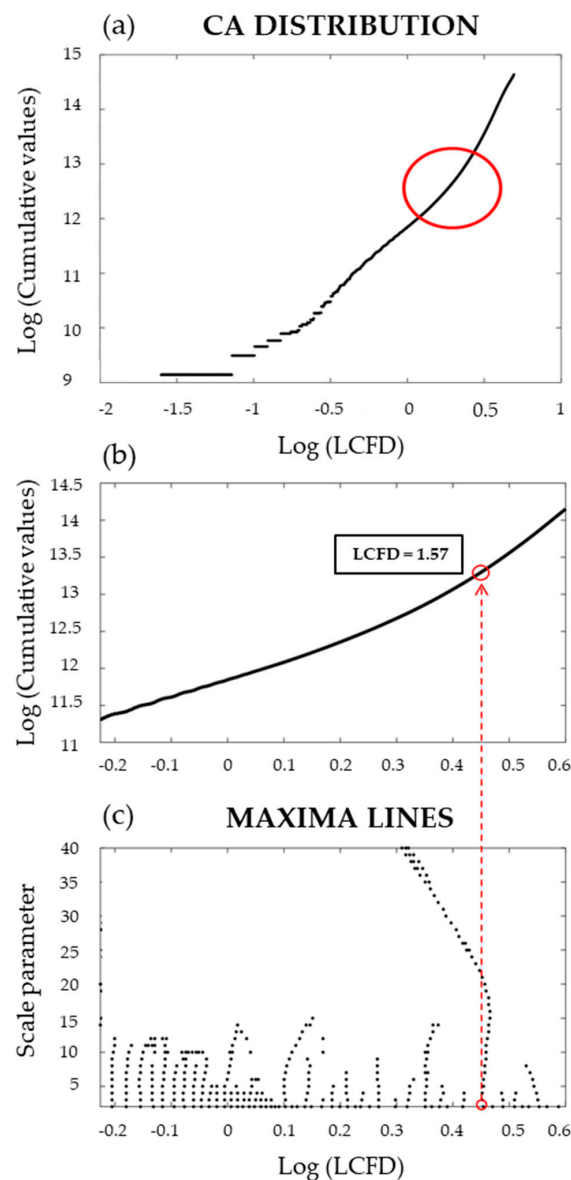 (a) CA DISTRIBUTION
15
14
13
12
11
10
9
Log (Cumulative values)
-2 -1.5 -1 -0.5 0 0.5 1
Log (LCFD)
(b)
14.5
14
13.5
13
12.5
12
11.5
11
Log (Cumulative values)
LCFD = 1.57
-0.2 -0.1 0 0.1 0.2 0.3 0.4 0.5 0.6
(c) MAXIMA LINES
40
35
30
25
20
15
10
5
Scale parameter
-0.2 -0.1 0 0.1 0.2 0.3 0.4 0.5 0.6
Log (LCFD)